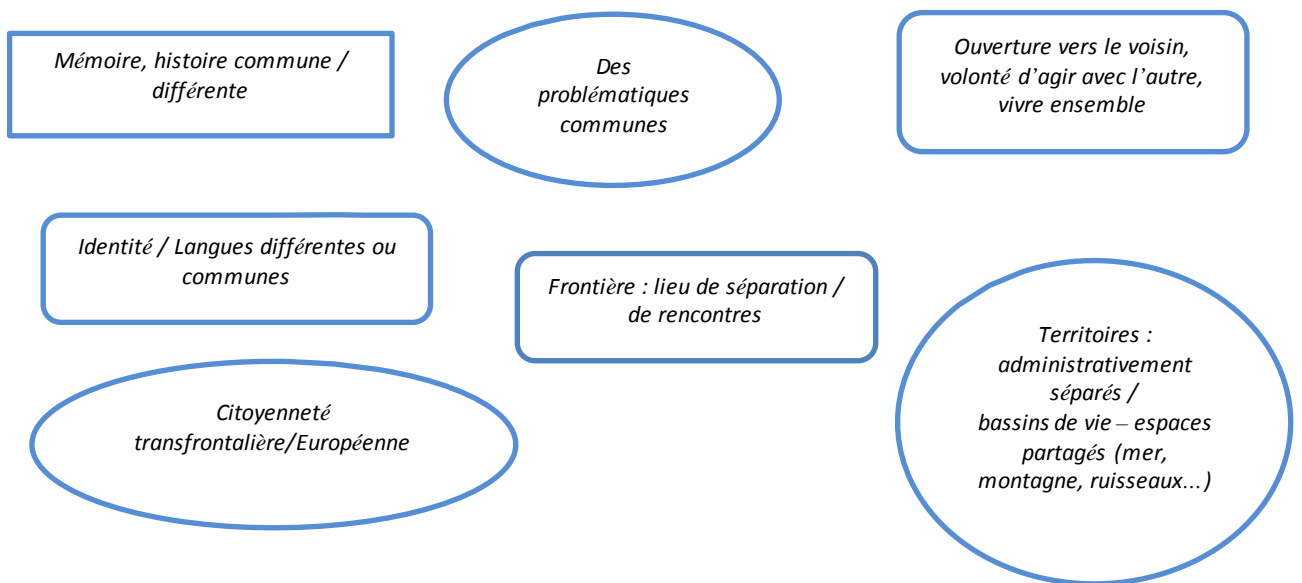 Mémoire, histoire commune /
différente
Des
problématiques
communes
Ouverture vers le voisin,
volonté d’agir avec l’autre,
vivre ensemble
Identité / Langues différentes ou
communes
Frontière : lieu de séparation /
de rencontres
Citoyenneté
transfrontalière/Européenne
Territoires :
administrativement
séparés /
bassins de vie – espaces
partagés (mer,
montagne, ruisseaux...)